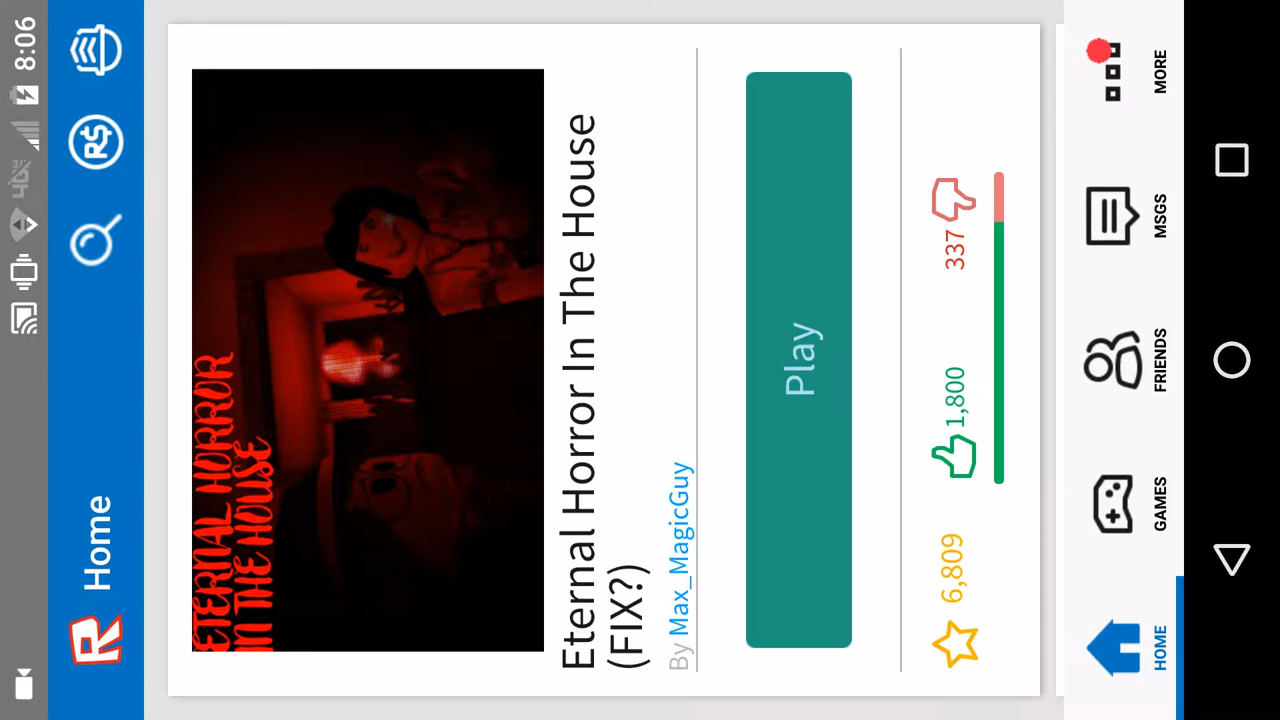 8:06
Home
ETERNAL HORROR
IN THE HOUSE
Eternal Horror In The House
(FIX?)
By Max_MagicGuy
Play
6,809 1,800 337
HOME GAMES FRIENDS MSGS MORE